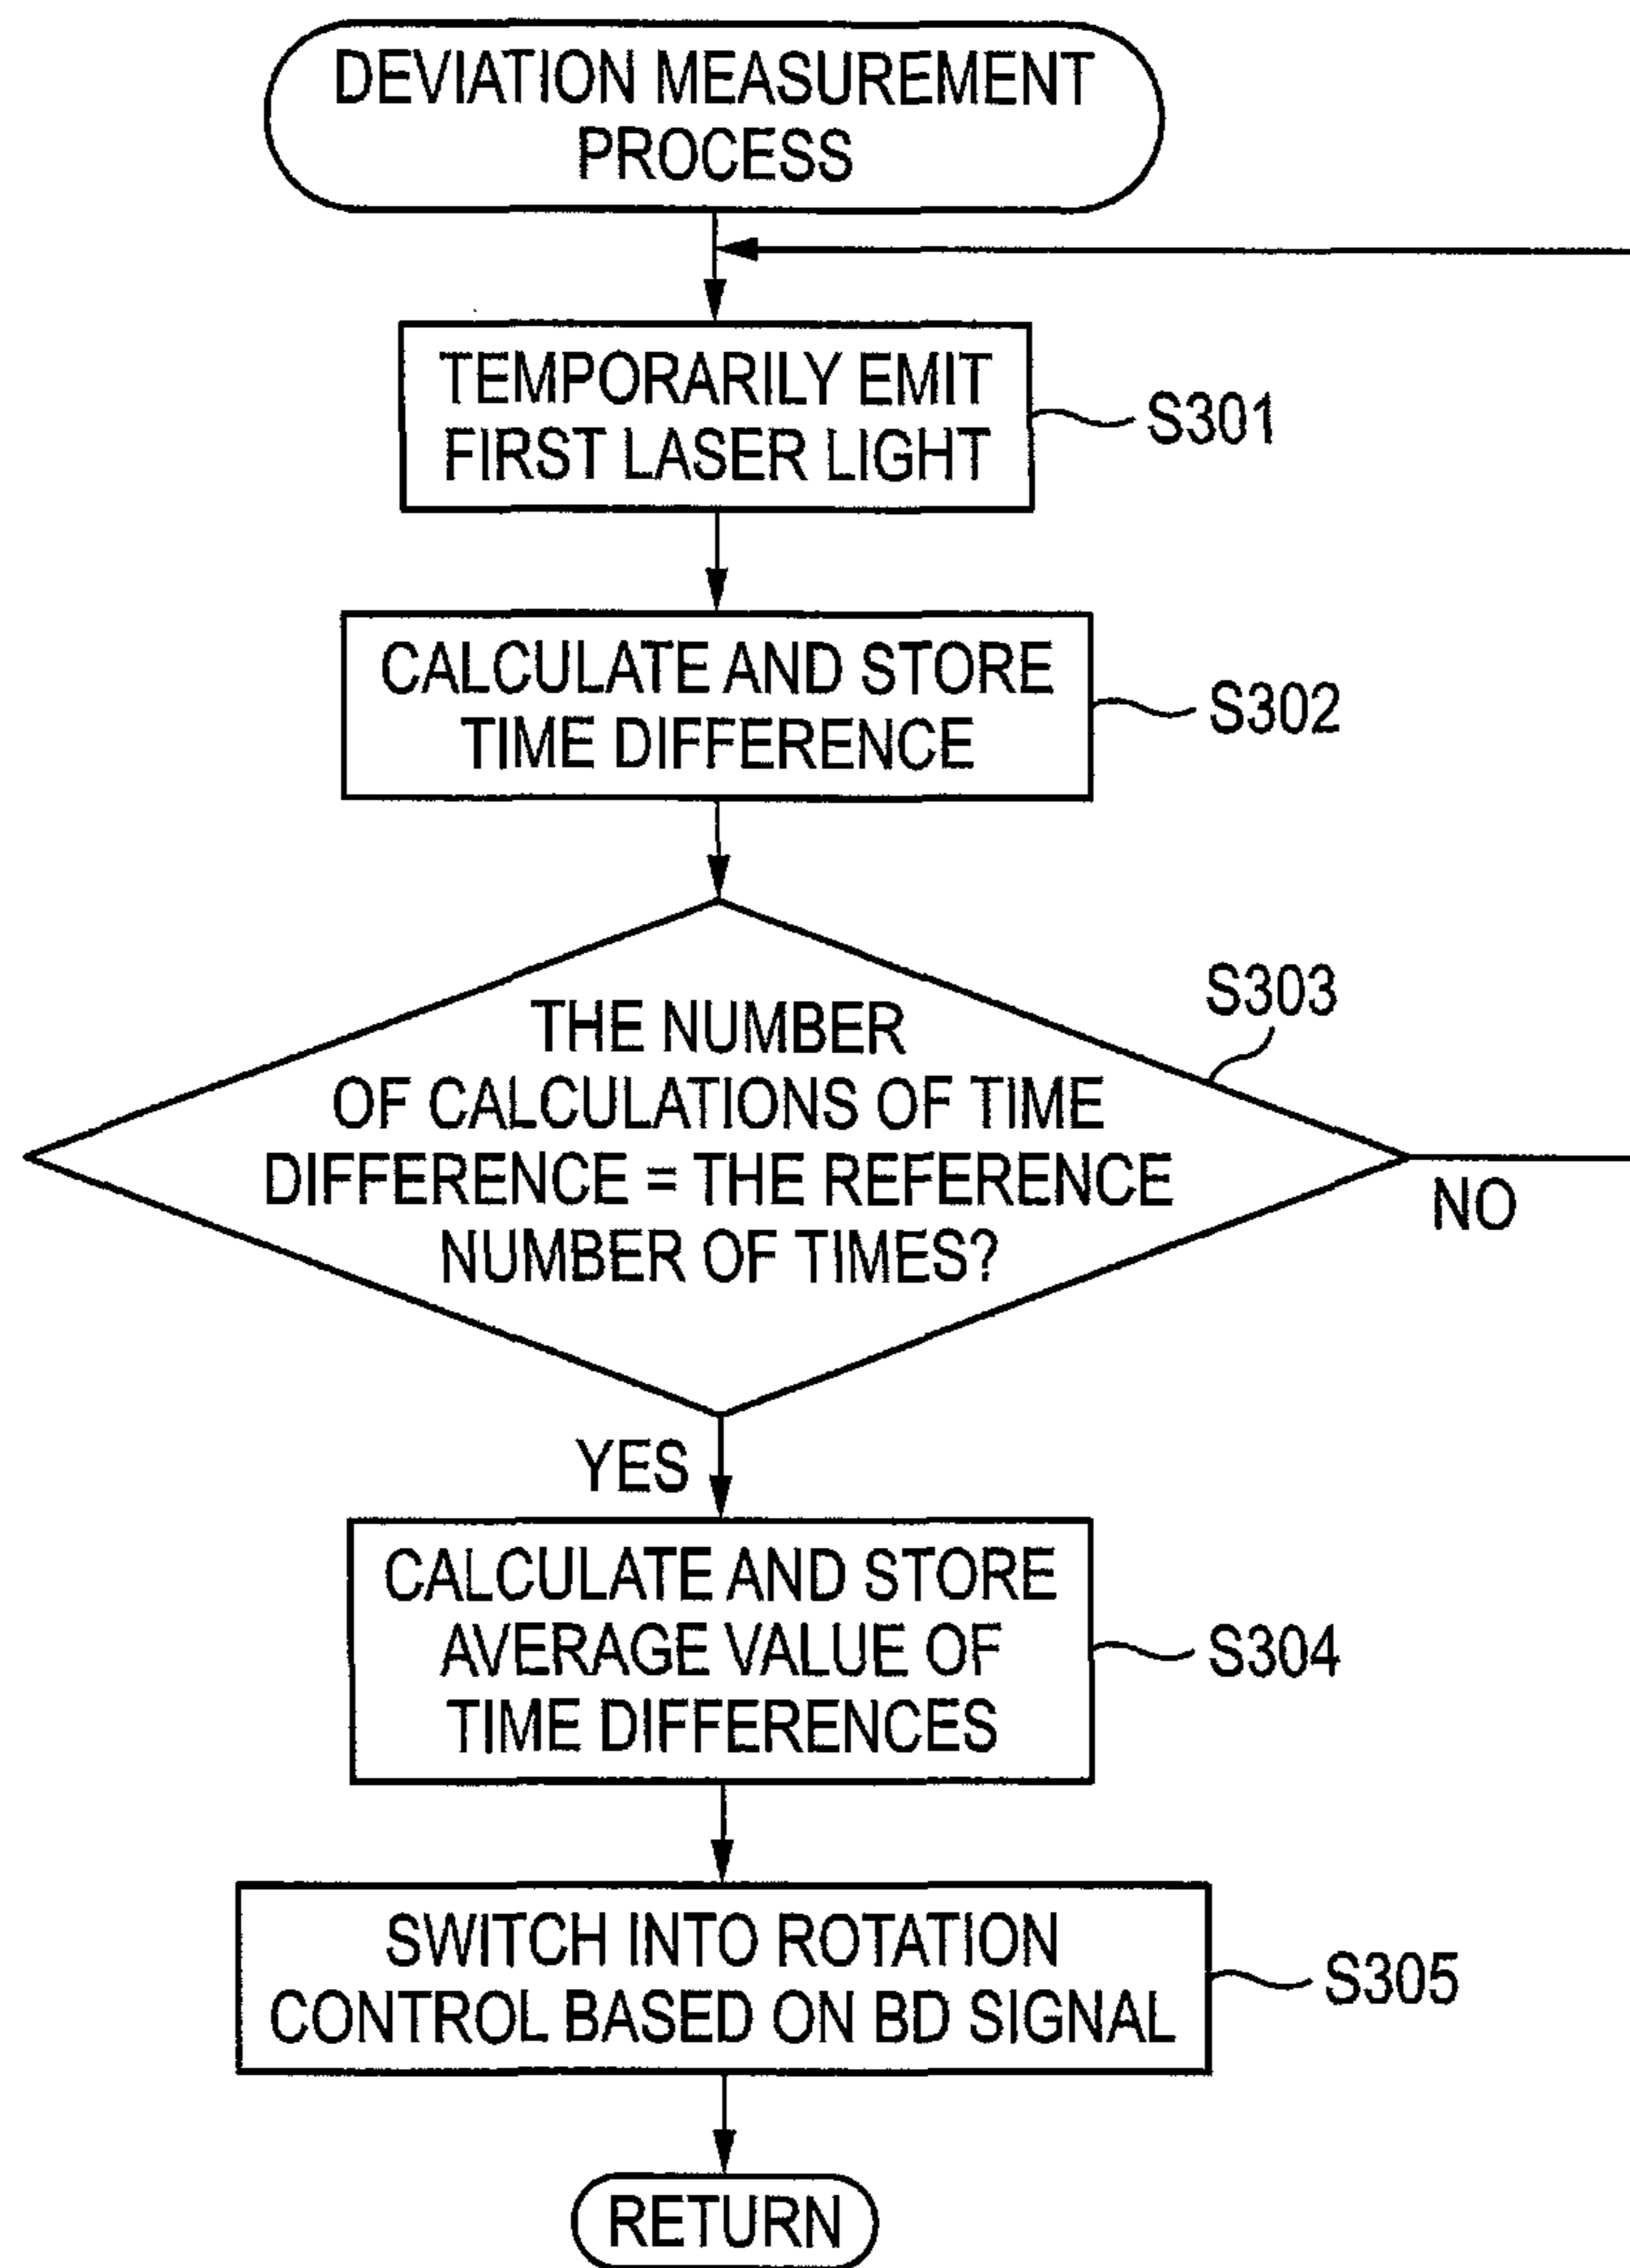 DEVIATION MEASUREMENT
PROCESS
TEMPORARILY EMIT
FIRST LASER LIGHT
S301
CALCULATE AND STORE
TIME DIFFERENCE
S302
S303
THE NUMBER
OF CALCULATIONS OF TIME
DIFFERENCE = THE REFERENCE
NUMBER OF TIMES?
NO
YES
CALCULATE AND STORE
AVERAGE VALUE OF
TIME DIFFERENCES
S304
SWITCH INTO ROTATION
CONTROL BASED ON BD SIGNAL
S305
RETURN